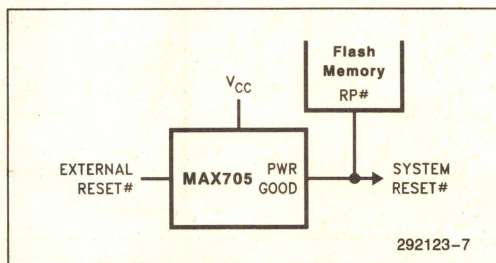 Flash
Memory
RP#
VCC
EXTERNAL
RESET#
MAX705
PWR
GOOD
SYSTEM
RESET#
292123-7